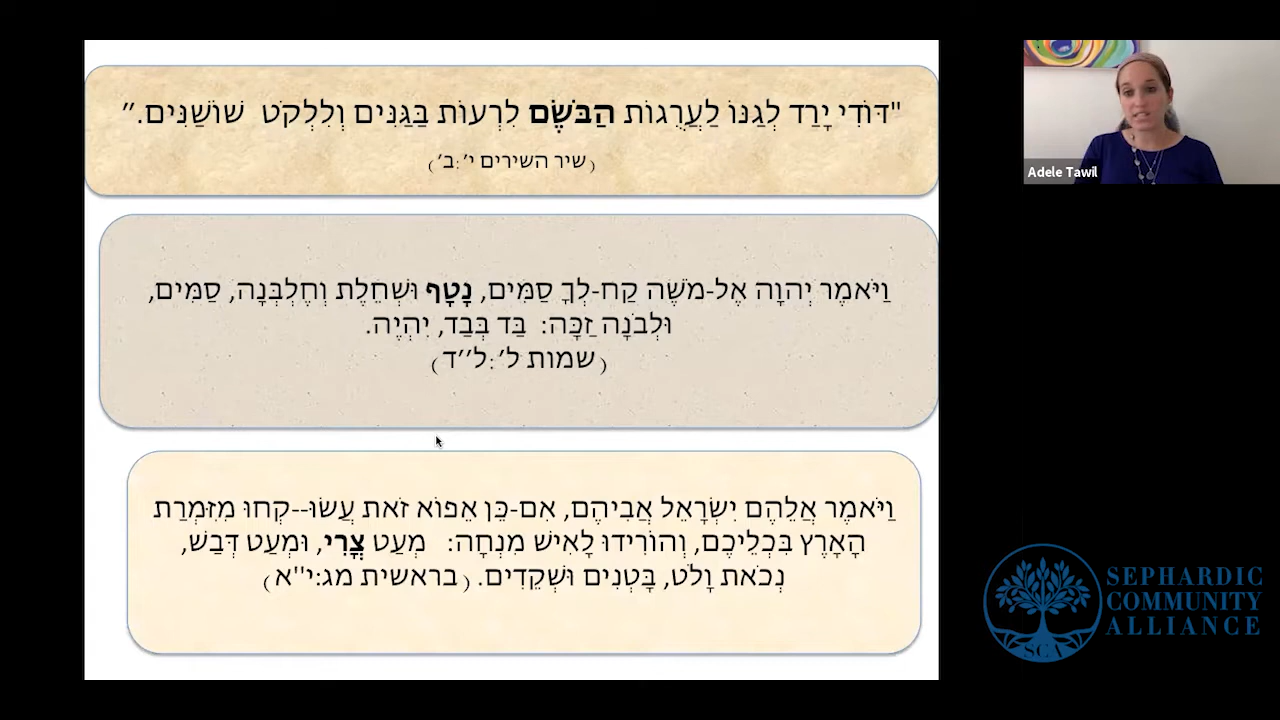 "דּוֹדִי יָרַד לְגַנּוֹ לַעֲרֻגוֹת הַבֹּשֶׂם לִרְעוֹת בַּגַּנִּים וְלִלְקֹט שׁוֹשַׁנִּים."
(שיר השירים י':ב')
וַיֹּאמֶר יְהוָה אֶל-מֹשֶׁה קַח-לְךָ סַמִּים, נָטָף וּשְׁחֵלֶת וְחֶלְבְּנָה, סַמִּים,
וּלְבֹנָה זַכָּה: בַּד בְּבַד, יִהְיֶה.
(שמות ל':ל''ד)
וַיֹּאמֶר אֲלֵהֶם יִשְׂרָאֵל אֲבִיהֶם, אִם-כֵּן אֵפוֹא זֹאת עֲשׂוּ--קְחוּ מִזִּמְרַת
הָאָרֶץ בִּכְלֵיכֶם, וְהוֹרִידוּ לָאִישׁ מִנְחָה: מְעַט צֳרִי, וּמְעַט דְּבַשׁ,
נְכֹאת וָלֹט, בָּטְנִים וּשְׁקֵדִים. (בראשית מג:י''א)
Adele Tawil
SEPHARDIC
COMMUNITY
ALLIANCE
SCA